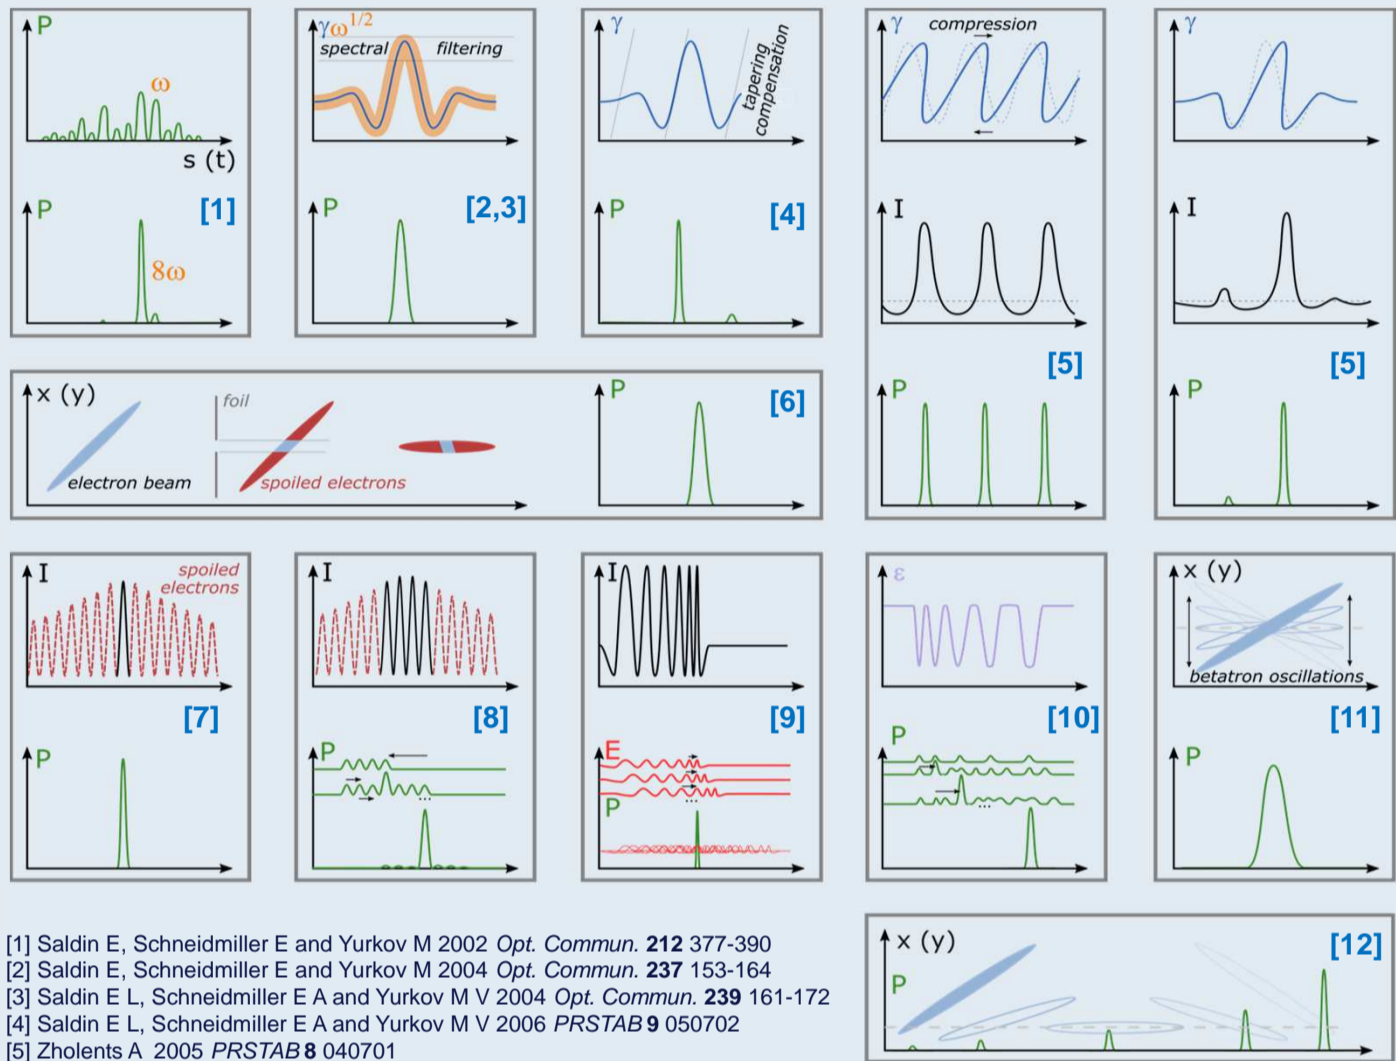 P
ω
s (t)
P
[1]
8ω
γω^1/2
spectral filtering
P
[2,3]
γ
tapering
compensation
P
[4]
γ
compression
I
[5]
P
γ
I
[5]
P
x (y)
foil
electron beam
spoiled electrons
P
[6]
I
spoiled
electrons
[7]
P
I
[8]
P
...
I
[9]
E
...
P
ε
[10]
P
...
x (y)
betatron oscillations
[11]
P
x (y)
[12]
P
[1] Saldin E, Schneidmiller E and Yurkov M 2002 Opt. Commun. 212 377-390
[2] Saldin E, Schneidmiller E and Yurkov M 2004 Opt. Commun. 237 153-164
[3] Saldin E L, Schneidmiller E A and Yurkov M V 2004 Opt. Commun. 239 161-172
[4] Saldin E L, Schneidmiller E A and Yurkov M V 2006 PRSTAB 9 050702
[5] Zholents A 2005 PRSTAB 8 040701